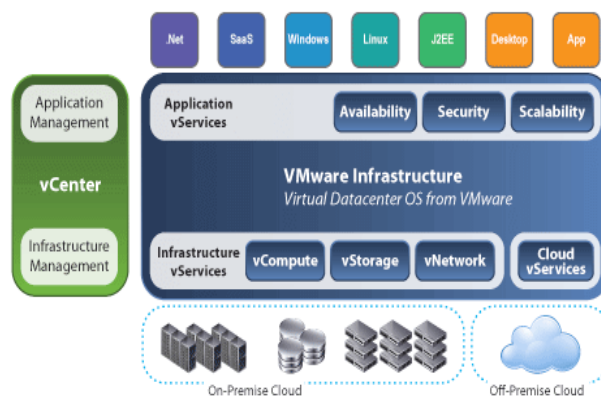 .Net
SaaS
Windows
Linux
J2EE
Desktop
App
Application
Management
vCenter
Infrastructure
Management
Application
vServices
Availability
Security
Scalability
VMware Infrastructure
Virtual Datacenter OS from VMware
Infrastructure
vServices
vCompute
vStorage
vNetwork
Cloud
vServices
On-Premise Cloud
Off-Premise Cloud